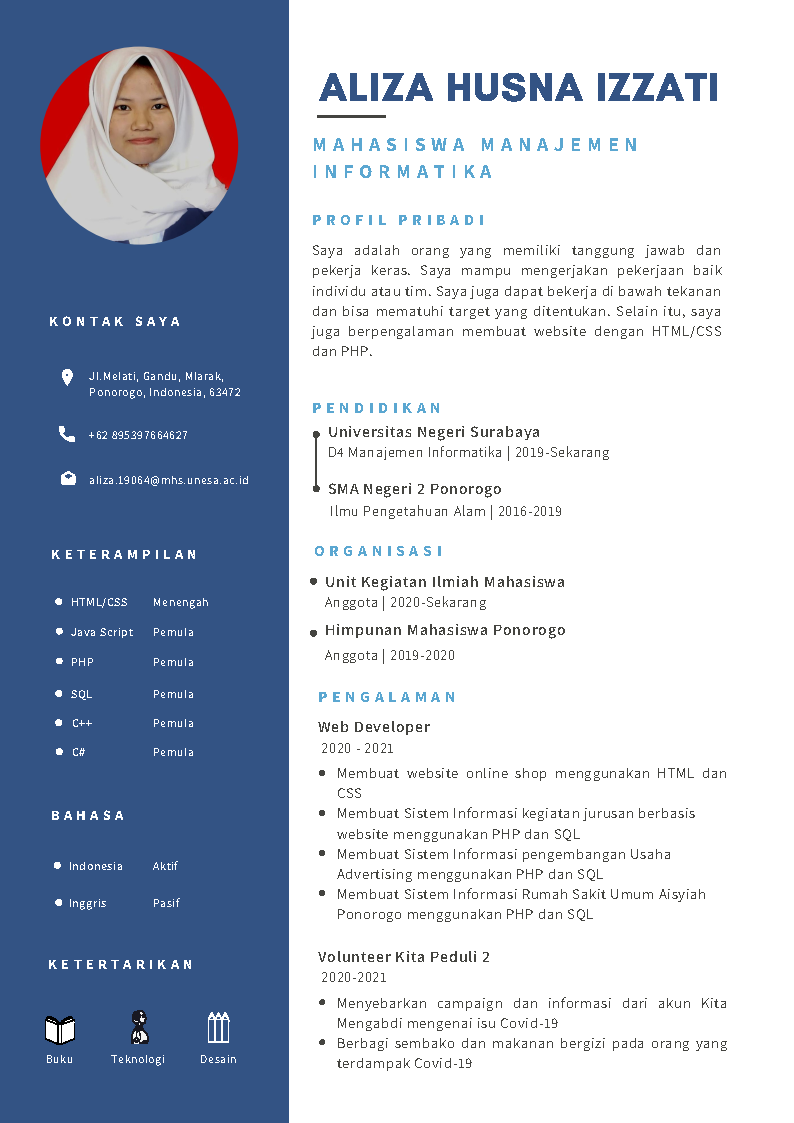 ALIZA HUSNA IZZATI
MAHASISWA MANAJEMEN
INFORMATIKA
PROFIL PRIBADI
Saya adalah orang yang memiliki tanggung jawab dan
pekerja keras. Saya mampu mengerjakan pekerjaan baik
individu atau tim. Saya juga dapat bekerja di bawah tekanan
dan bisa mematuhi target yang ditentukan. Selain itu, saya
juga berpengalaman membuat website dengan HTML/CSS
dan PHP.
PENDIDIKAN
Universitas Negeri Surabaya
D4 Manajemen Informatika | 2019-Sekarang
SMA Negeri 2 Ponorogo
Ilmu Pengetahuan Alam | 2016-2019
ORGANISASI
Unit Kegiatan Ilmiah Mahasiswa
Anggota | 2020-Sekarang
Himpunan Mahasiswa Ponorogo
Anggota | 2019-2020
PENGALAMAN
Web Developer
2020 - 2021
Membuat website online shop menggunakan HTML dan
CSS
Membuat Sistem Informasi kegiatan jurusan berbasis
website menggunakan PHP dan SQL
Membuat Sistem Informasi pengembangan Usaha
Advertising menggunakan PHP dan SQL
Membuat Sistem Informasi Rumah Sakit Umum Aisyiah
Ponorogo menggunakan PHP dan SQL
Volunteer Kita Peduli 2
2020-2021
Menyebarkan campaign dan informasi dari akun Kita
Mengabdi mengenai isu Covid-19
Berbagi sembako dan makanan bergizi pada orang yang
terdampak Covid-19
KONTAK SAYA
Jl.Melati, Gandu, Mlarak,
Ponorogo, Indonesia, 63472
+62 895397664627
aliza.19064@mhs.unesa.ac.id
KETERAMPILAN
HTML/CSS Menengah
Java Script Pemula
PHP Pemula
SQL Pemula
C++ Pemula
C# Pemula
BAHASA
Indonesia Aktif
Inggris Pasif
KETERTARIKAN
Buku Teknologi Desain